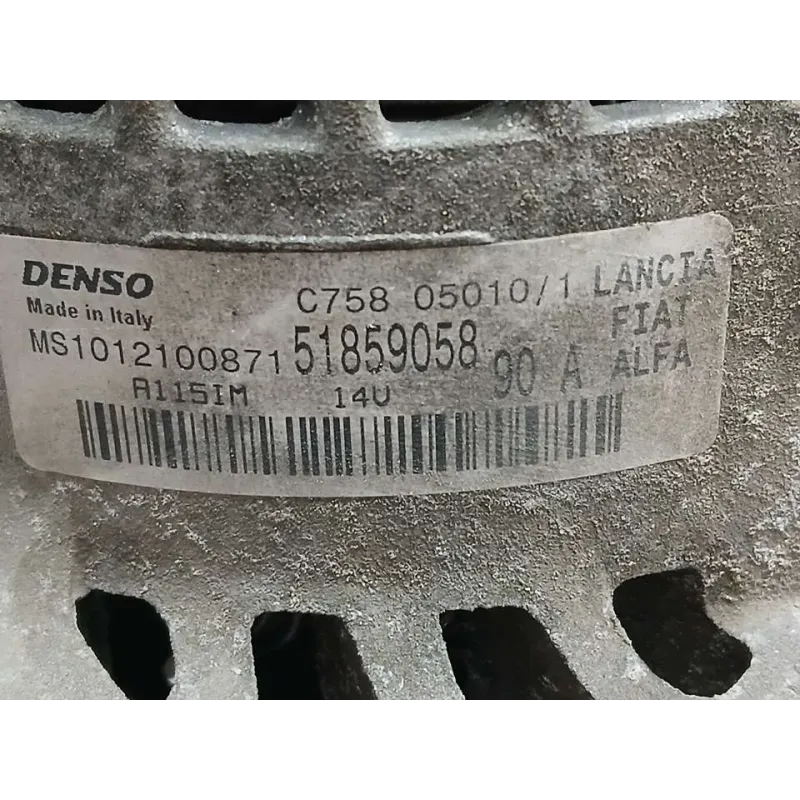 DENSO
Made in Italy
C758 05010/1 LANCIA
FIAT
MS1012100871 51859058 90 A ALFA
A115IM 14V